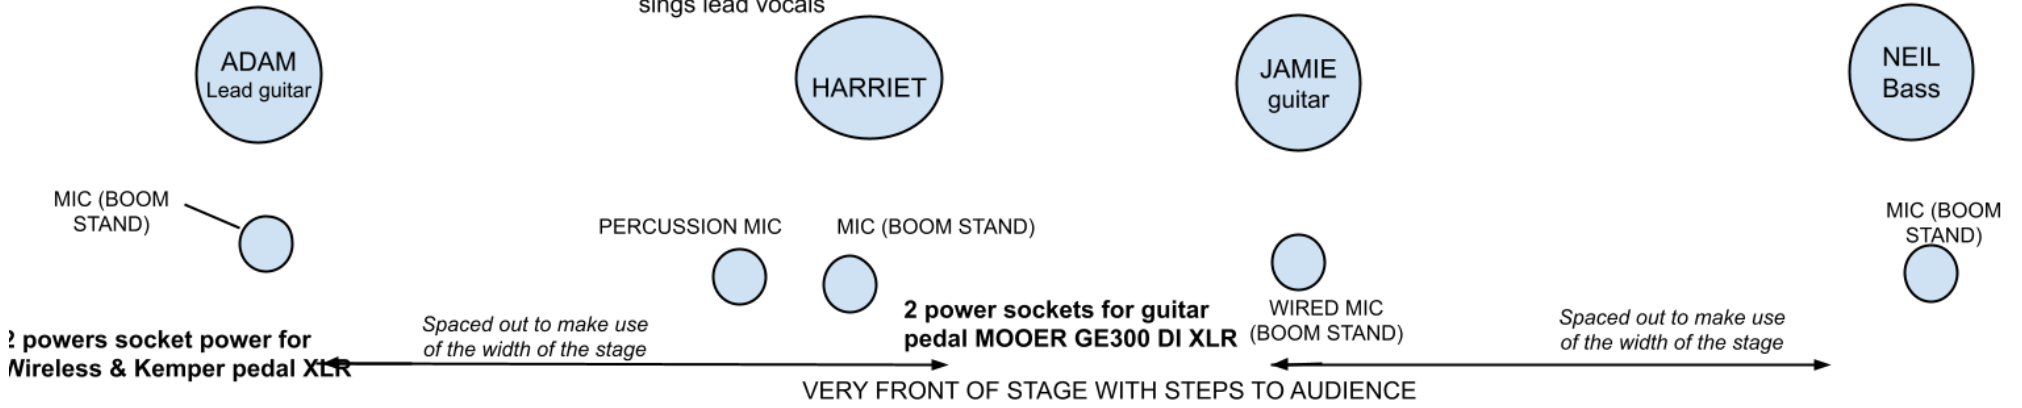 sings lead vocals
ADAM
Lead guitar
HARRIET
JAMIE
guitar
NEIL
Bass
MIC (BOOM
STAND)
PERCUSSION MIC
MIC (BOOM STAND)
WIRED MIC
(BOOM STAND)
MIC (BOOM
STAND)
2 powers socket power for
Wireless & Kemper pedal XLR
Spaced out to make use
of the width of the stage
2 power sockets for guitar
pedal MOOER GE300 DI XLR
Spaced out to make use
of the width of the stage
VERY FRONT OF STAGE WITH STEPS TO AUDIENCE